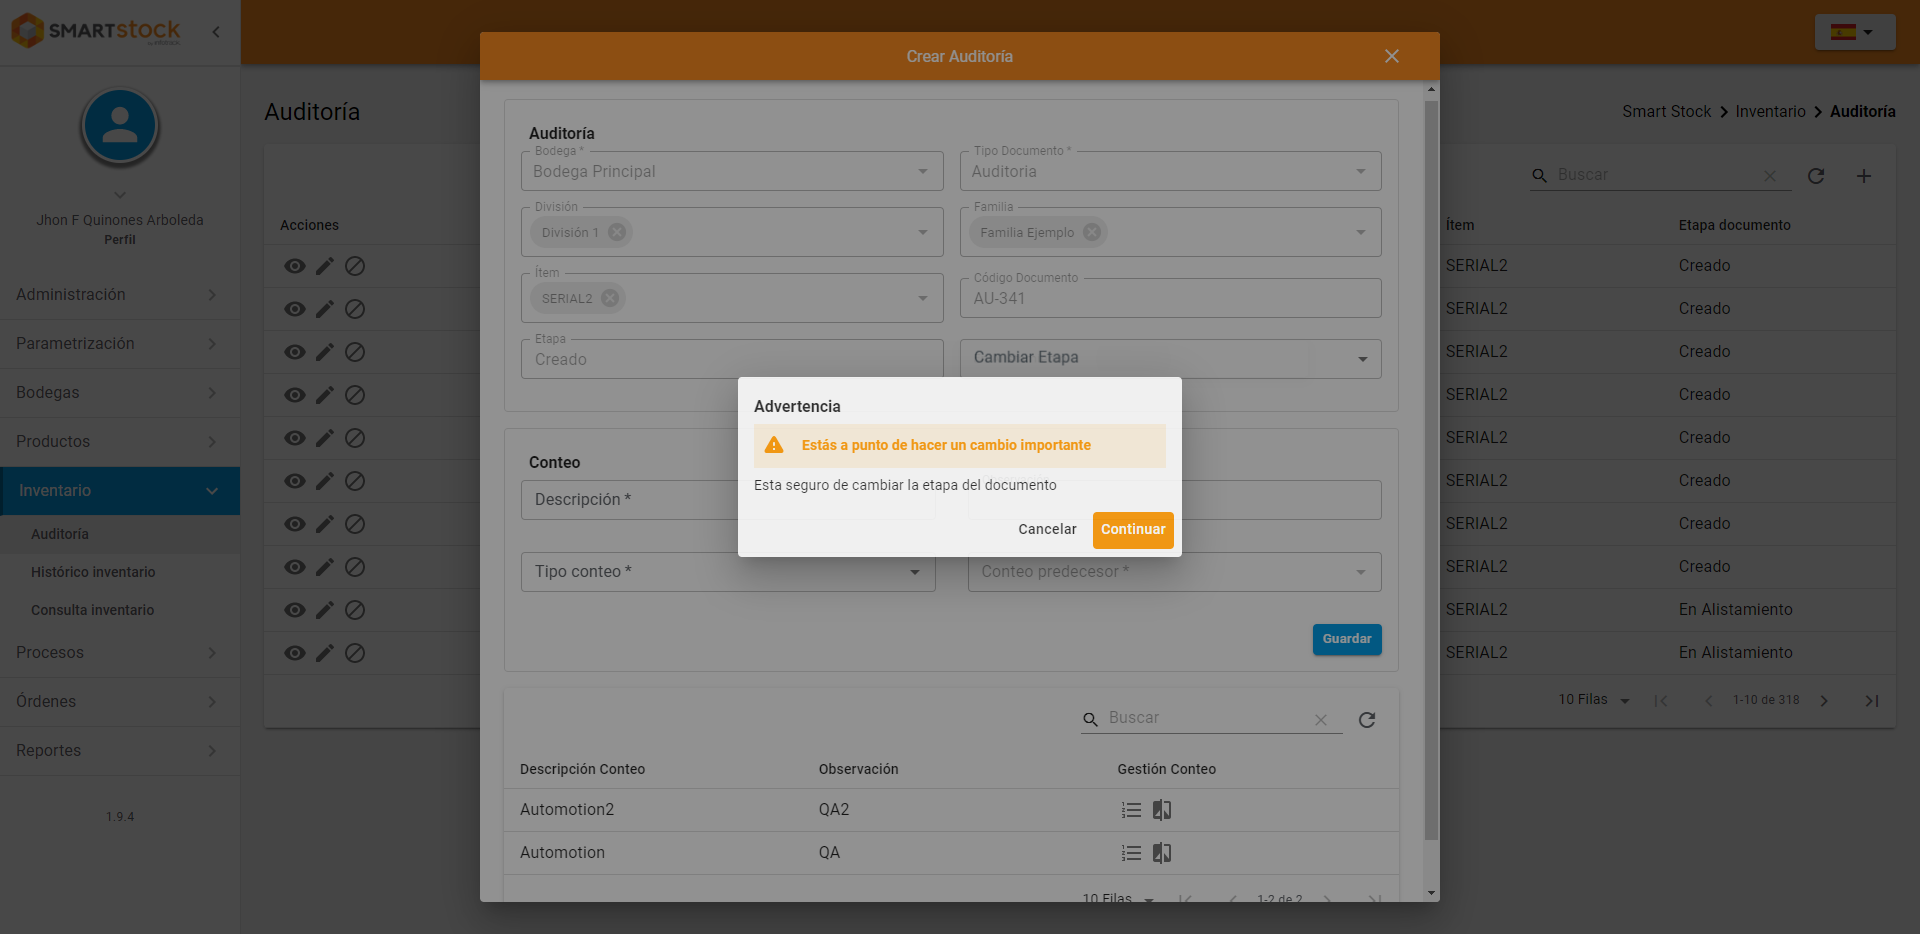 SMARTSTOCK
Jhon F Quinones Arboleda
Perfil
Administración
Parametrización
Bodegas
Productos
Inventario
Auditoría
Histórico inventario
Consulta inventario
Procesos
Órdenes
Reportes
1.9.4
Auditoría
Smart Stock > Inventario > Auditoría
Buscar
Acciones
Ítem Etapa documento
SERIAL2 Creado
SERIAL2 Creado
SERIAL2 Creado
SERIAL2 Creado
SERIAL2 Creado
SERIAL2 Creado
SERIAL2 Creado
SERIAL2 Creado
SERIAL2 En Alistamiento
SERIAL2 En Alistamiento
10 Filas 1-10 de 318
Crear Auditoría
Auditoría
Bodega * Tipo Documento *
Bodega Principal Auditoria
División Familia
División 1 Familia Ejemplo
Ítem Código Documento
SERIAL2 AU-341
Etapa
Creado Cambiar Etapa
Advertencia
Estás a punto de hacer un cambio importante
Esta seguro de cambiar la etapa del documento
Cancelar Continuar
Conteo
Descripción *
Tipo conteo * Conteo predecesor *
Guardar
Buscar
Descripción Conteo Observación Gestión Conteo
Automotion2 QA2
Automotion QA
10 Filas 1-2 de 2